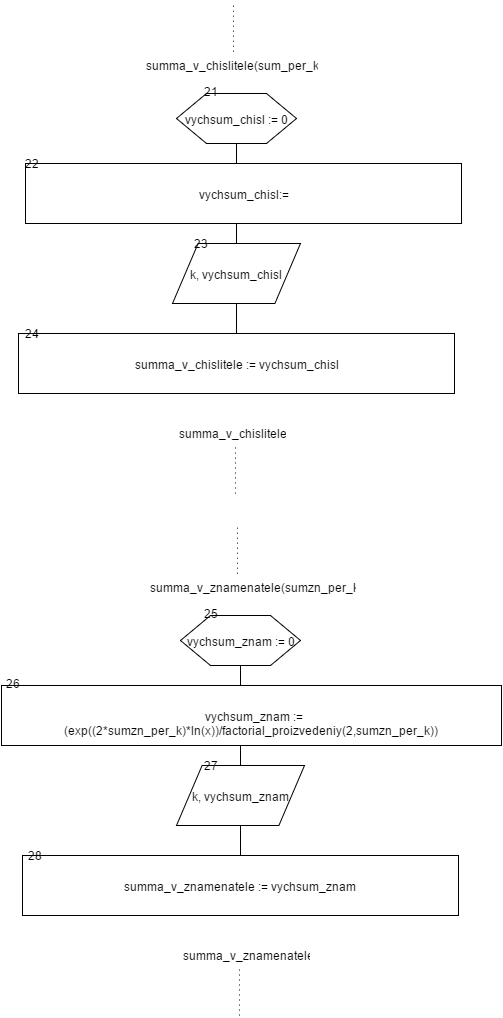 summa_v_chislitele(sum_per_k
21
vychsum_chisl := 0
22
vychsum_chisl:=
23
k, vychsum_chisl
24
summa_v_chislitele := vychsum_chisl
summa_v_chislitele
summa_v_znamenatele(sumzn_per_k
25
vychsum_znam := 0
26
vychsum_znam :=
(exp((2*sumzn_per_k)*ln(x))/factorial_proizvedeniy(2,sumzn_per_k))
27
k, vychsum_znam
28
summa_v_znamenatele := vychsum_znam
summa_v_znamenatele